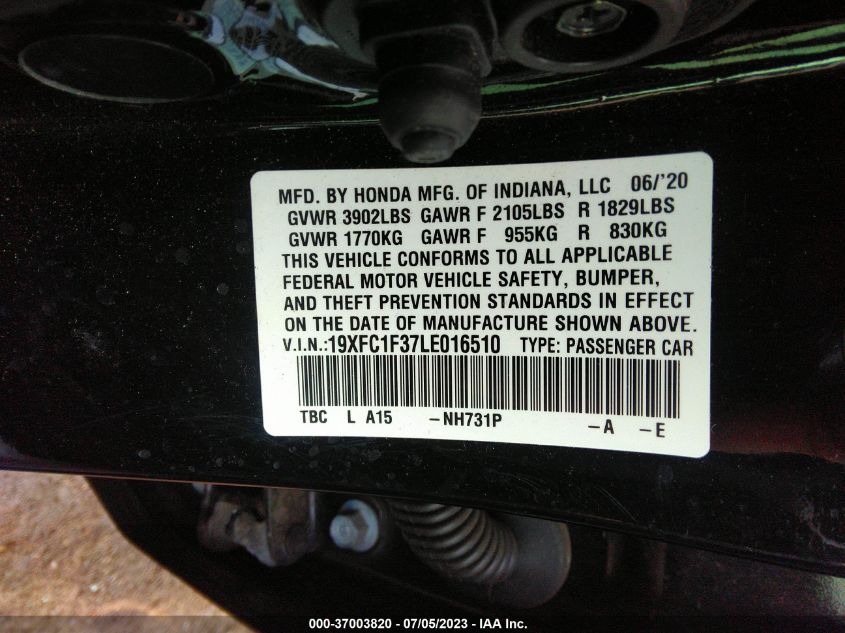 MFD. BY HONDA MFG. OF INDIANA, LLC 06/'20
GVWR 3902LBS GAWR F 2105LBS R 1829LBS
GVWR 1770KG GAWR F 955KG R 830KG
THIS VEHICLE CONFORMS TO ALL APPLICABLE
FEDERAL MOTOR VEHICLE SAFETY, BUMPER,
AND THEFT PREVENTION STANDARDS IN EFFECT
ON THE DATE OF MANUFACTURE SHOWN ABOVE.
V.I.N.:19XFC1F37LE016510 TYPE: PASSENGER CAR
TBC L A15 -NH731P -A -E
000-37003820 - 07/05/2023 - IAA Inc.